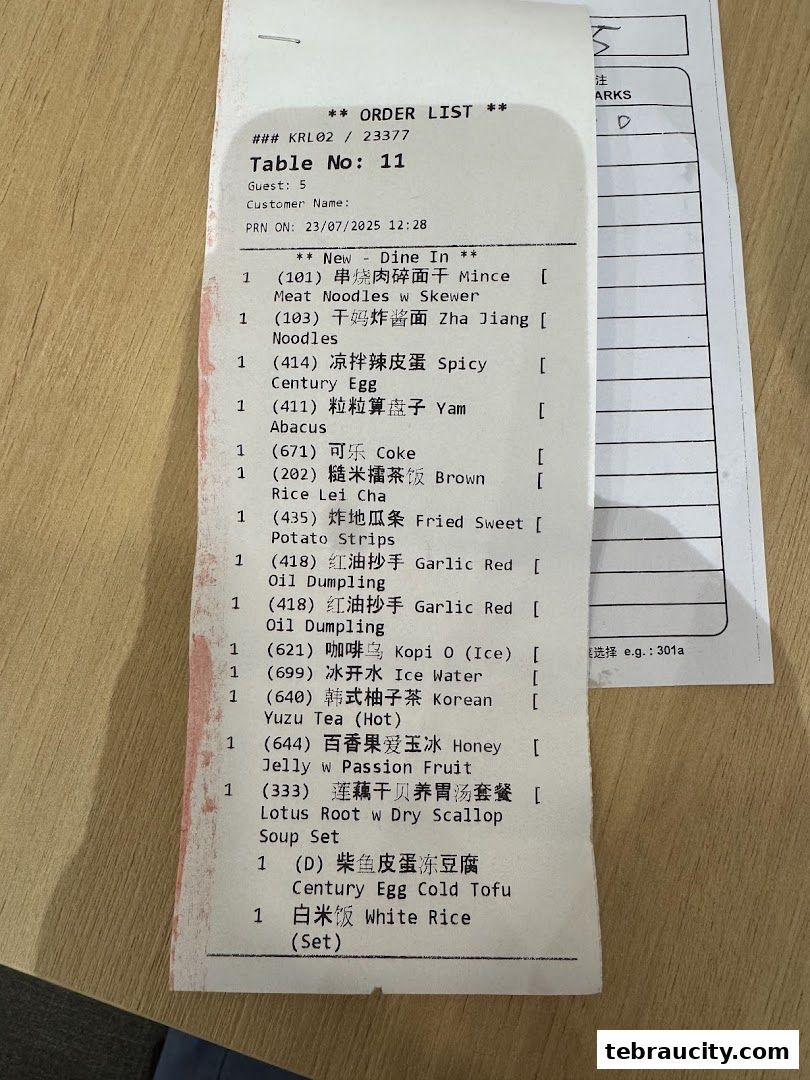 ** ORDER LIST **
### KRL02 / 23377
Table No: 11
Guest: 5
Customer Name:
PRN ON: 23/07/2025 12:28
** New - Dine In **
1 (101) 串烧肉碎面干 Mince [
Meat Noodles w Skewer
1 (103) 干妈炸酱面 Zha Jiang [
Noodles
1 (414) 凉拌辣皮蛋 Spicy [
Century Egg
1 (411) 粒粒算盘子 Yam [
Abacus
1 (671) 可乐 Coke [
1 (202) 糙米擂茶饭 Brown [
Rice Lei Cha
1 (435) 炸地瓜条 Fried Sweet [
Potato Strips
1 (418) 红油抄手 Garlic Red [
Oil Dumpling
1 (418) 红油抄手 Garlic Red [
Oil Dumpling
1 (621) 咖啡乌 Kopi O (Ice) [
1 (699) 冰开水 Ice Water [
1 (640) 韩式柚子茶 Korean [
Yuzu Tea (Hot)
1 (644) 百香果爱玉冰 Honey [
Jelly w Passion Fruit
1 (333) 莲藕干贝养胃汤套餐 [
Lotus Root w Dry Scallop
Soup Set
1 (D) 柴鱼皮蛋冻豆腐
Century Egg Cold Tofu
1 白米饭 White Rice
(Set)
注
ARKS
D
选择 e.g.: 301a
tebraucity.com